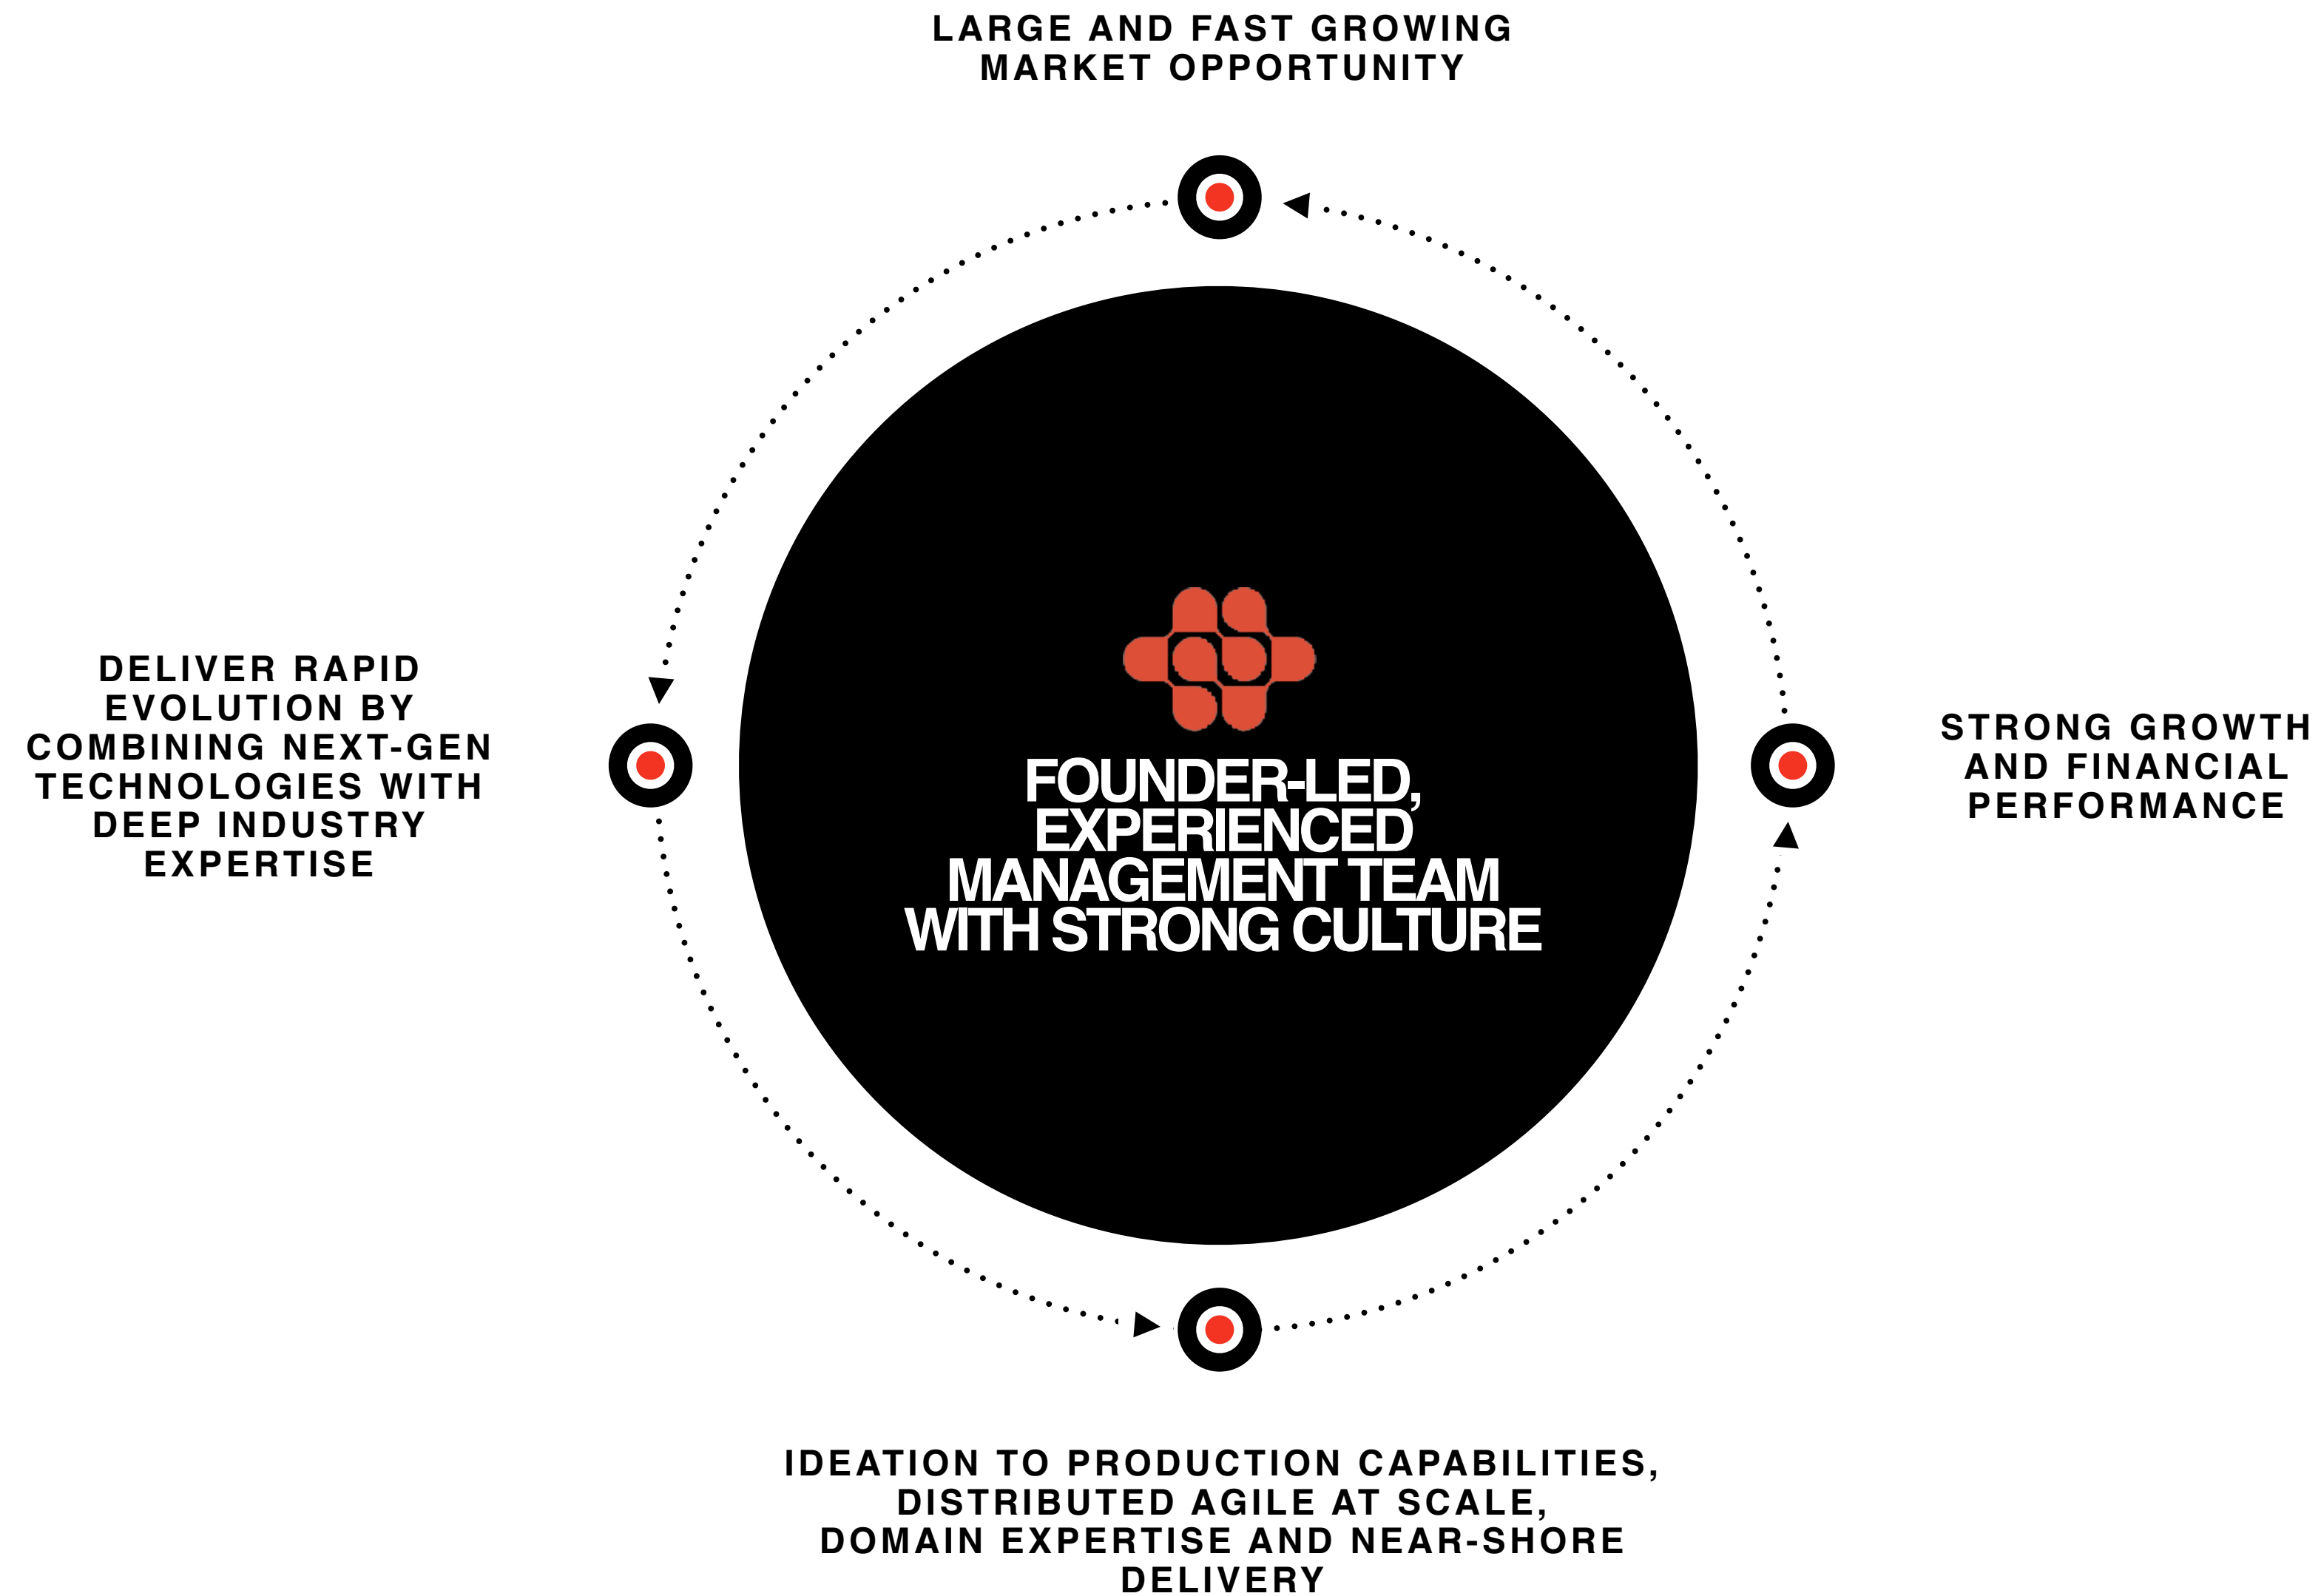 LARGE AND FAST GROWING
MARKET OPPORTUNITY
DELIVER RAPID
EVOLUTION BY
COMBINING NEXT-GEN
TECHNOLOGIES WITH
DEEP INDUSTRY
EXPERTISE
FOUNDER-LED,
EXPERIENCED
MANAGEMENT TEAM
WITH STRONG CULTURE
STRONG GROWTH
AND FINANCIAL
PERFORMANCE
IDEATION TO PRODUCTION CAPABILITIES,
DISTRIBUTED AGILE AT SCALE,
DOMAIN EXPERTISE AND NEAR-SHORE
DELIVERY